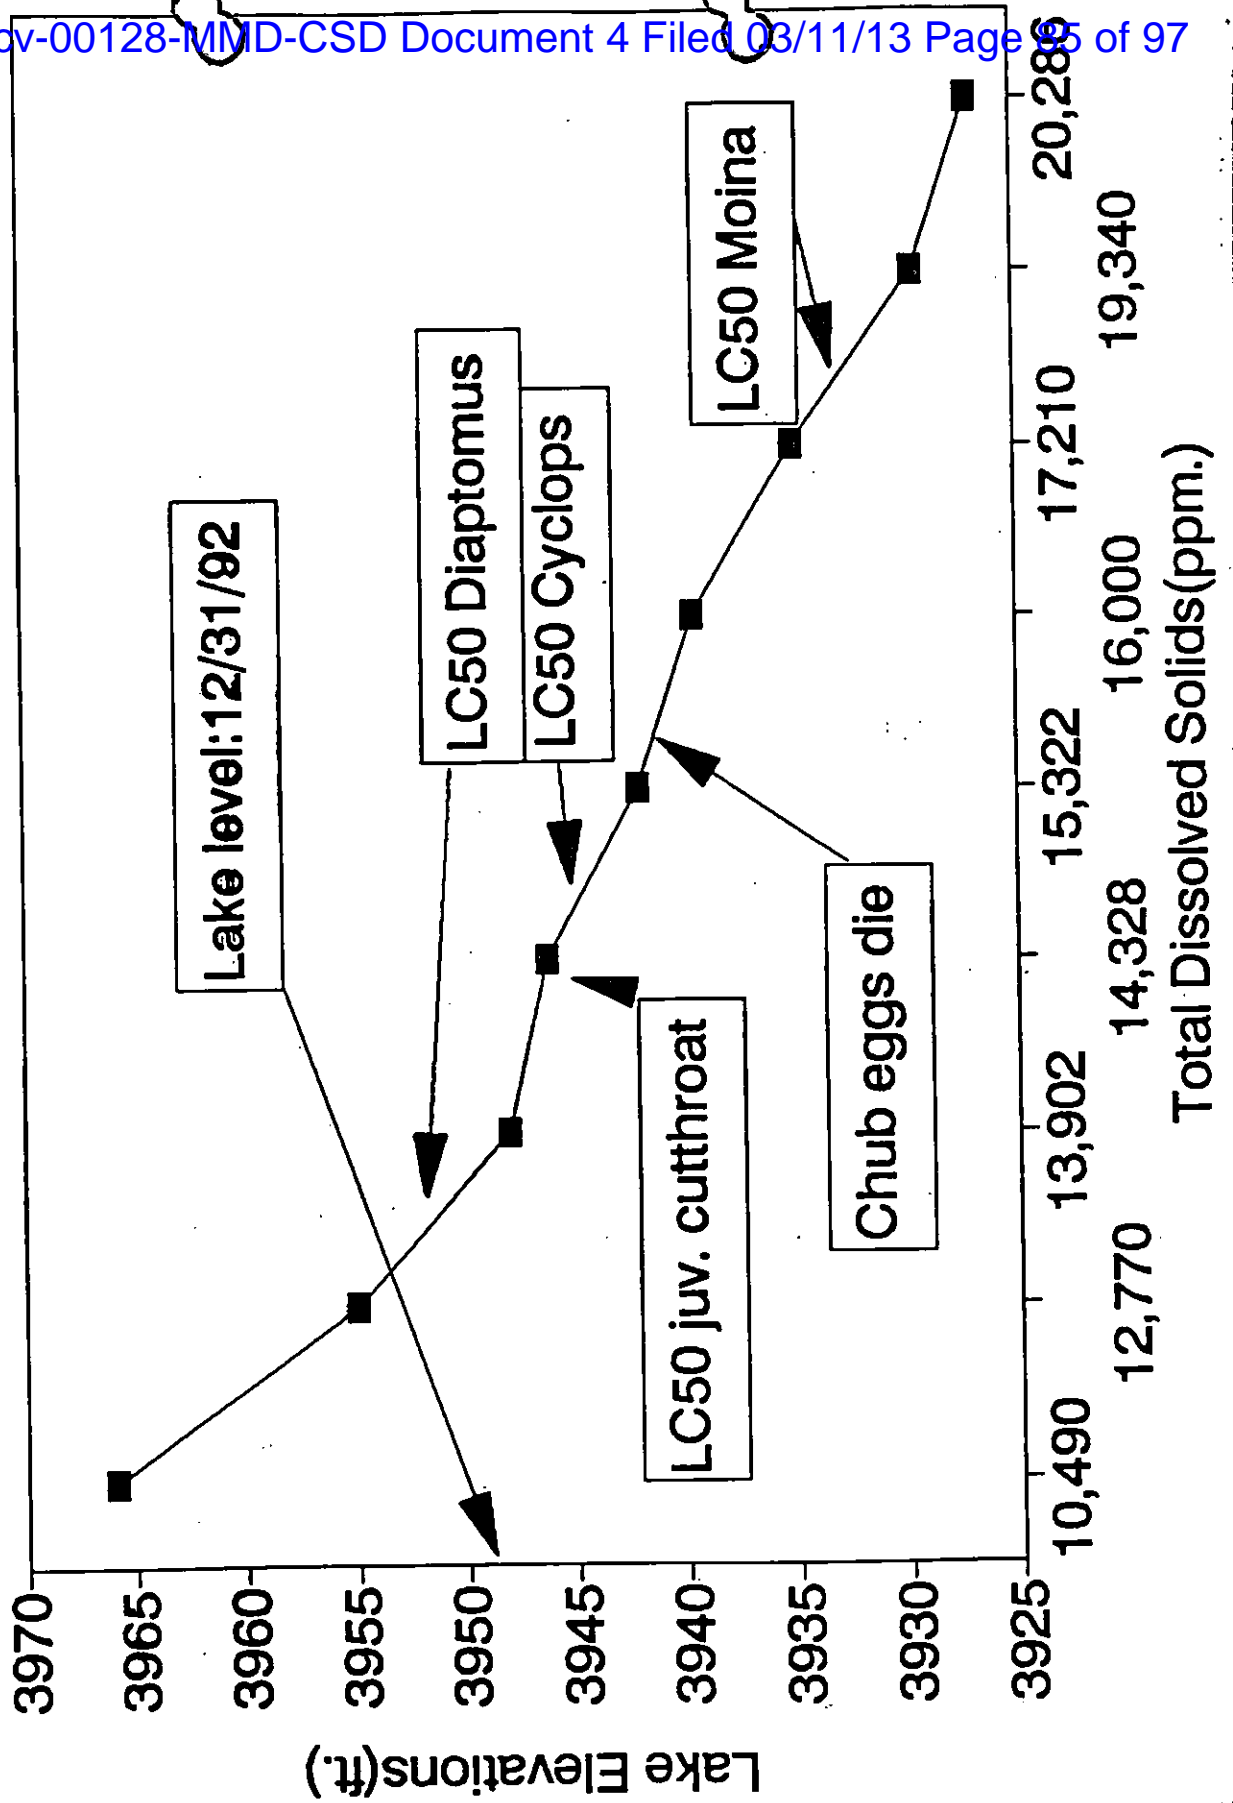 cv-00128-MMD-CSD Document 4 Filed 03/11/13 Page 85 of 97
Lake Elevations(ft.)
3970
3965
3960
3955
3950
3945
3940
3935
3930
3925
Lake level:12/31/92
LC50 Diaptomus
LC50 Cyclops
LC50 Moina
LC50 juv. cutthroat
Chub eggs die
10,490
12,770
13,902
14,328
15,322
16,000
17,210
19,340
20,286
Total Dissolved Solids(ppm.)